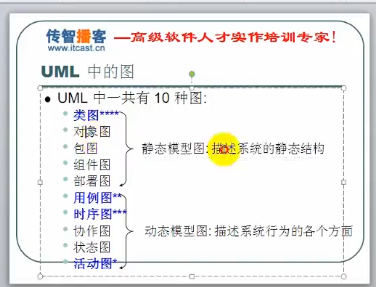 传智播客 —高级软件人才实作培训专家!
www.itcast.cn
UML 中的图
UML 中一共有 10 种图:
类图****
对象图
包图
静态模型图:描述系统的静态结构
组件图
部署图
用例图**
时序图***
协作图
动态模型图: 描述系统行为的各个方面
状态图
活动图*